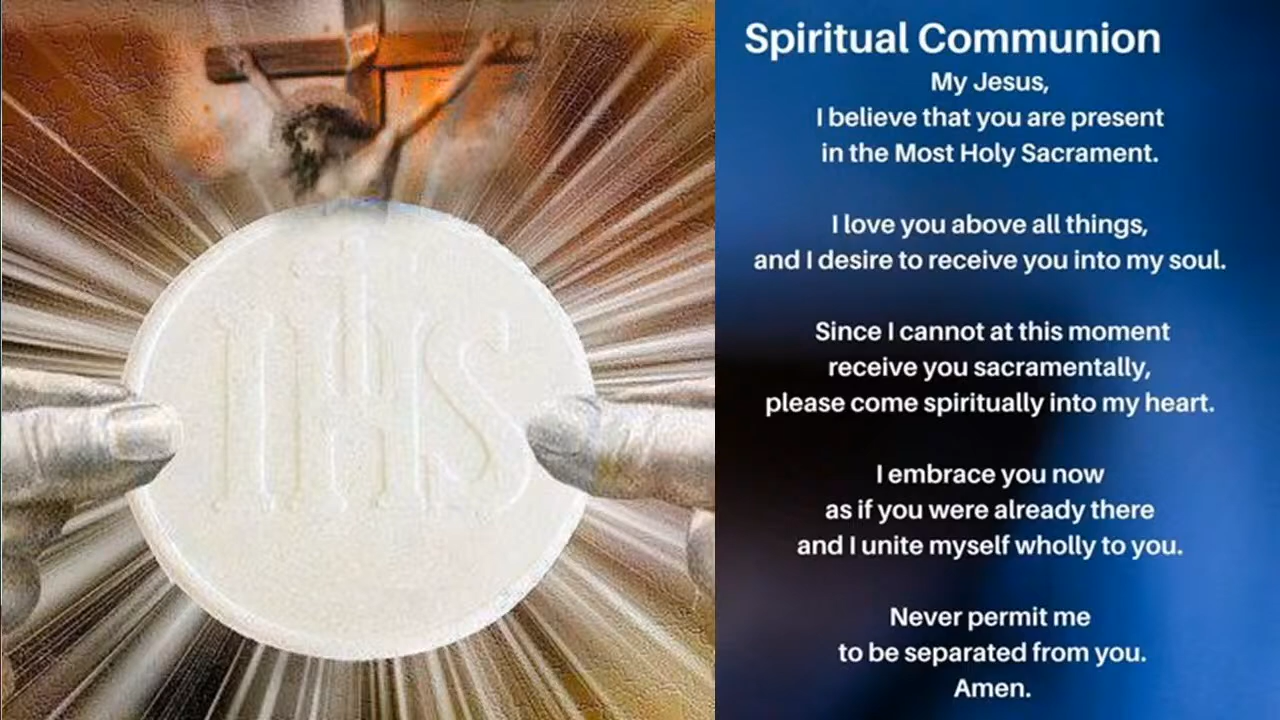 IHS
Spiritual Communion
My Jesus,
I believe that you are present
in the Most Holy Sacrament.
I love you above all things,
and I desire to receive you into my soul.
Since I cannot at this moment
receive you sacramentally,
please come spiritually into my heart.
I embrace you now
as if you were already there
and I unite myself wholly to you.
Never permit me
to be separated from you.
Amen.